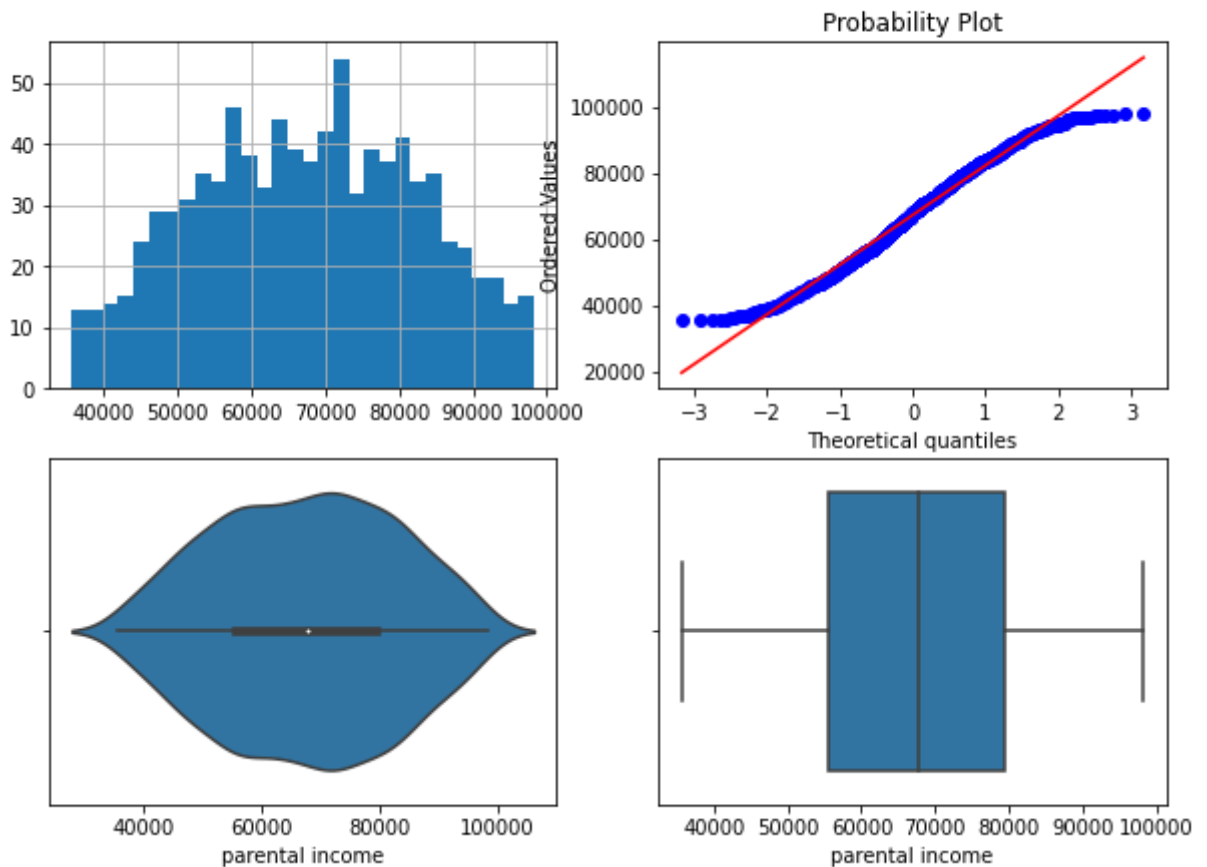 50
40
30
20
10
0
40000 50000 60000 70000 80000 90000 100000
Probability Plot
Ordered Values
100000
80000
60000
40000
20000
−3 −2 −1 0 1 2 3
Theoretical quantiles
40000 60000 80000 100000
parental income
40000 50000 60000 70000 80000 90000 100000
parental income